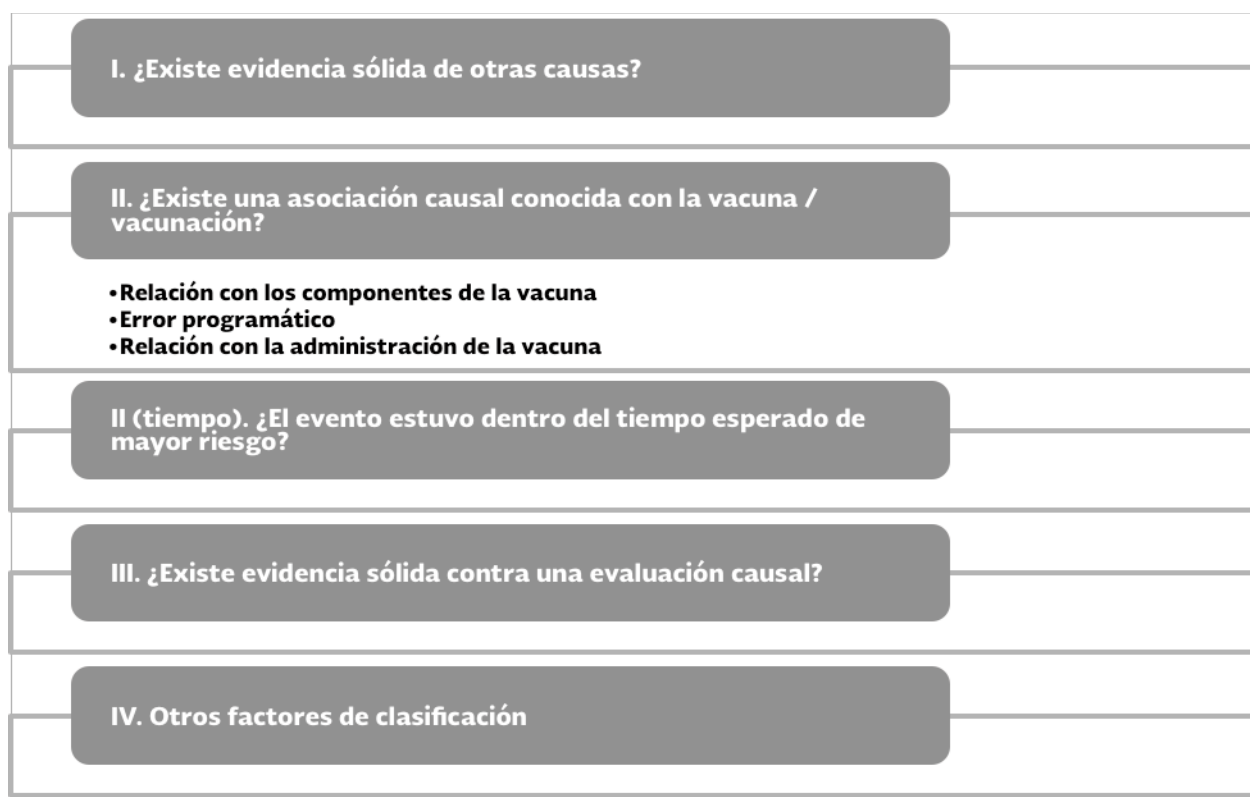 I. ¿Existe evidencia sólida de otras causas?
II. ¿Existe una asociación causal conocida con la vacuna /
vacunación?
•Relación con los componentes de la vacuna
•Error programático
•Relación con la administración de la vacuna
II (tiempo). ¿El evento estuvo dentro del tiempo esperado de
mayor riesgo?
III. ¿Existe evidencia sólida contra una evaluación causal?
IV. Otros factores de clasificación